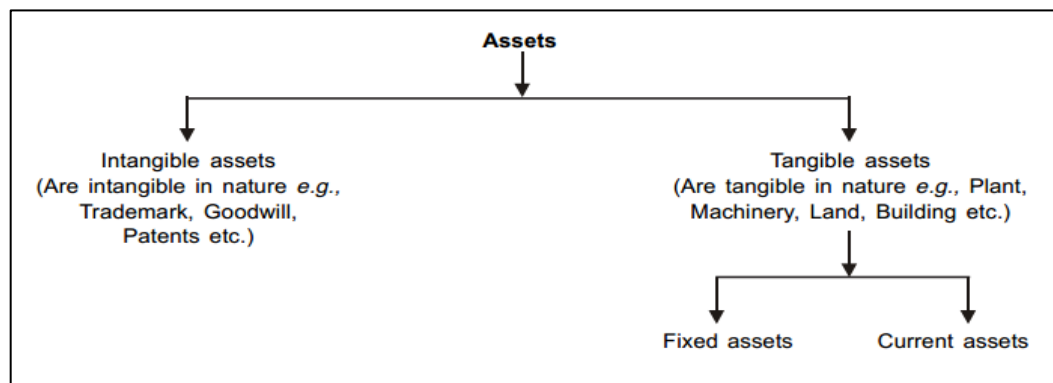 Assets
Intangible assets
(Are intangible in nature e.g.,
Trademark, Goodwill,
Patents etc.)
Tangible assets
(Are tangible in nature e.g., Plant,
Machinery, Land, Building etc.)
Fixed assets
Current assets